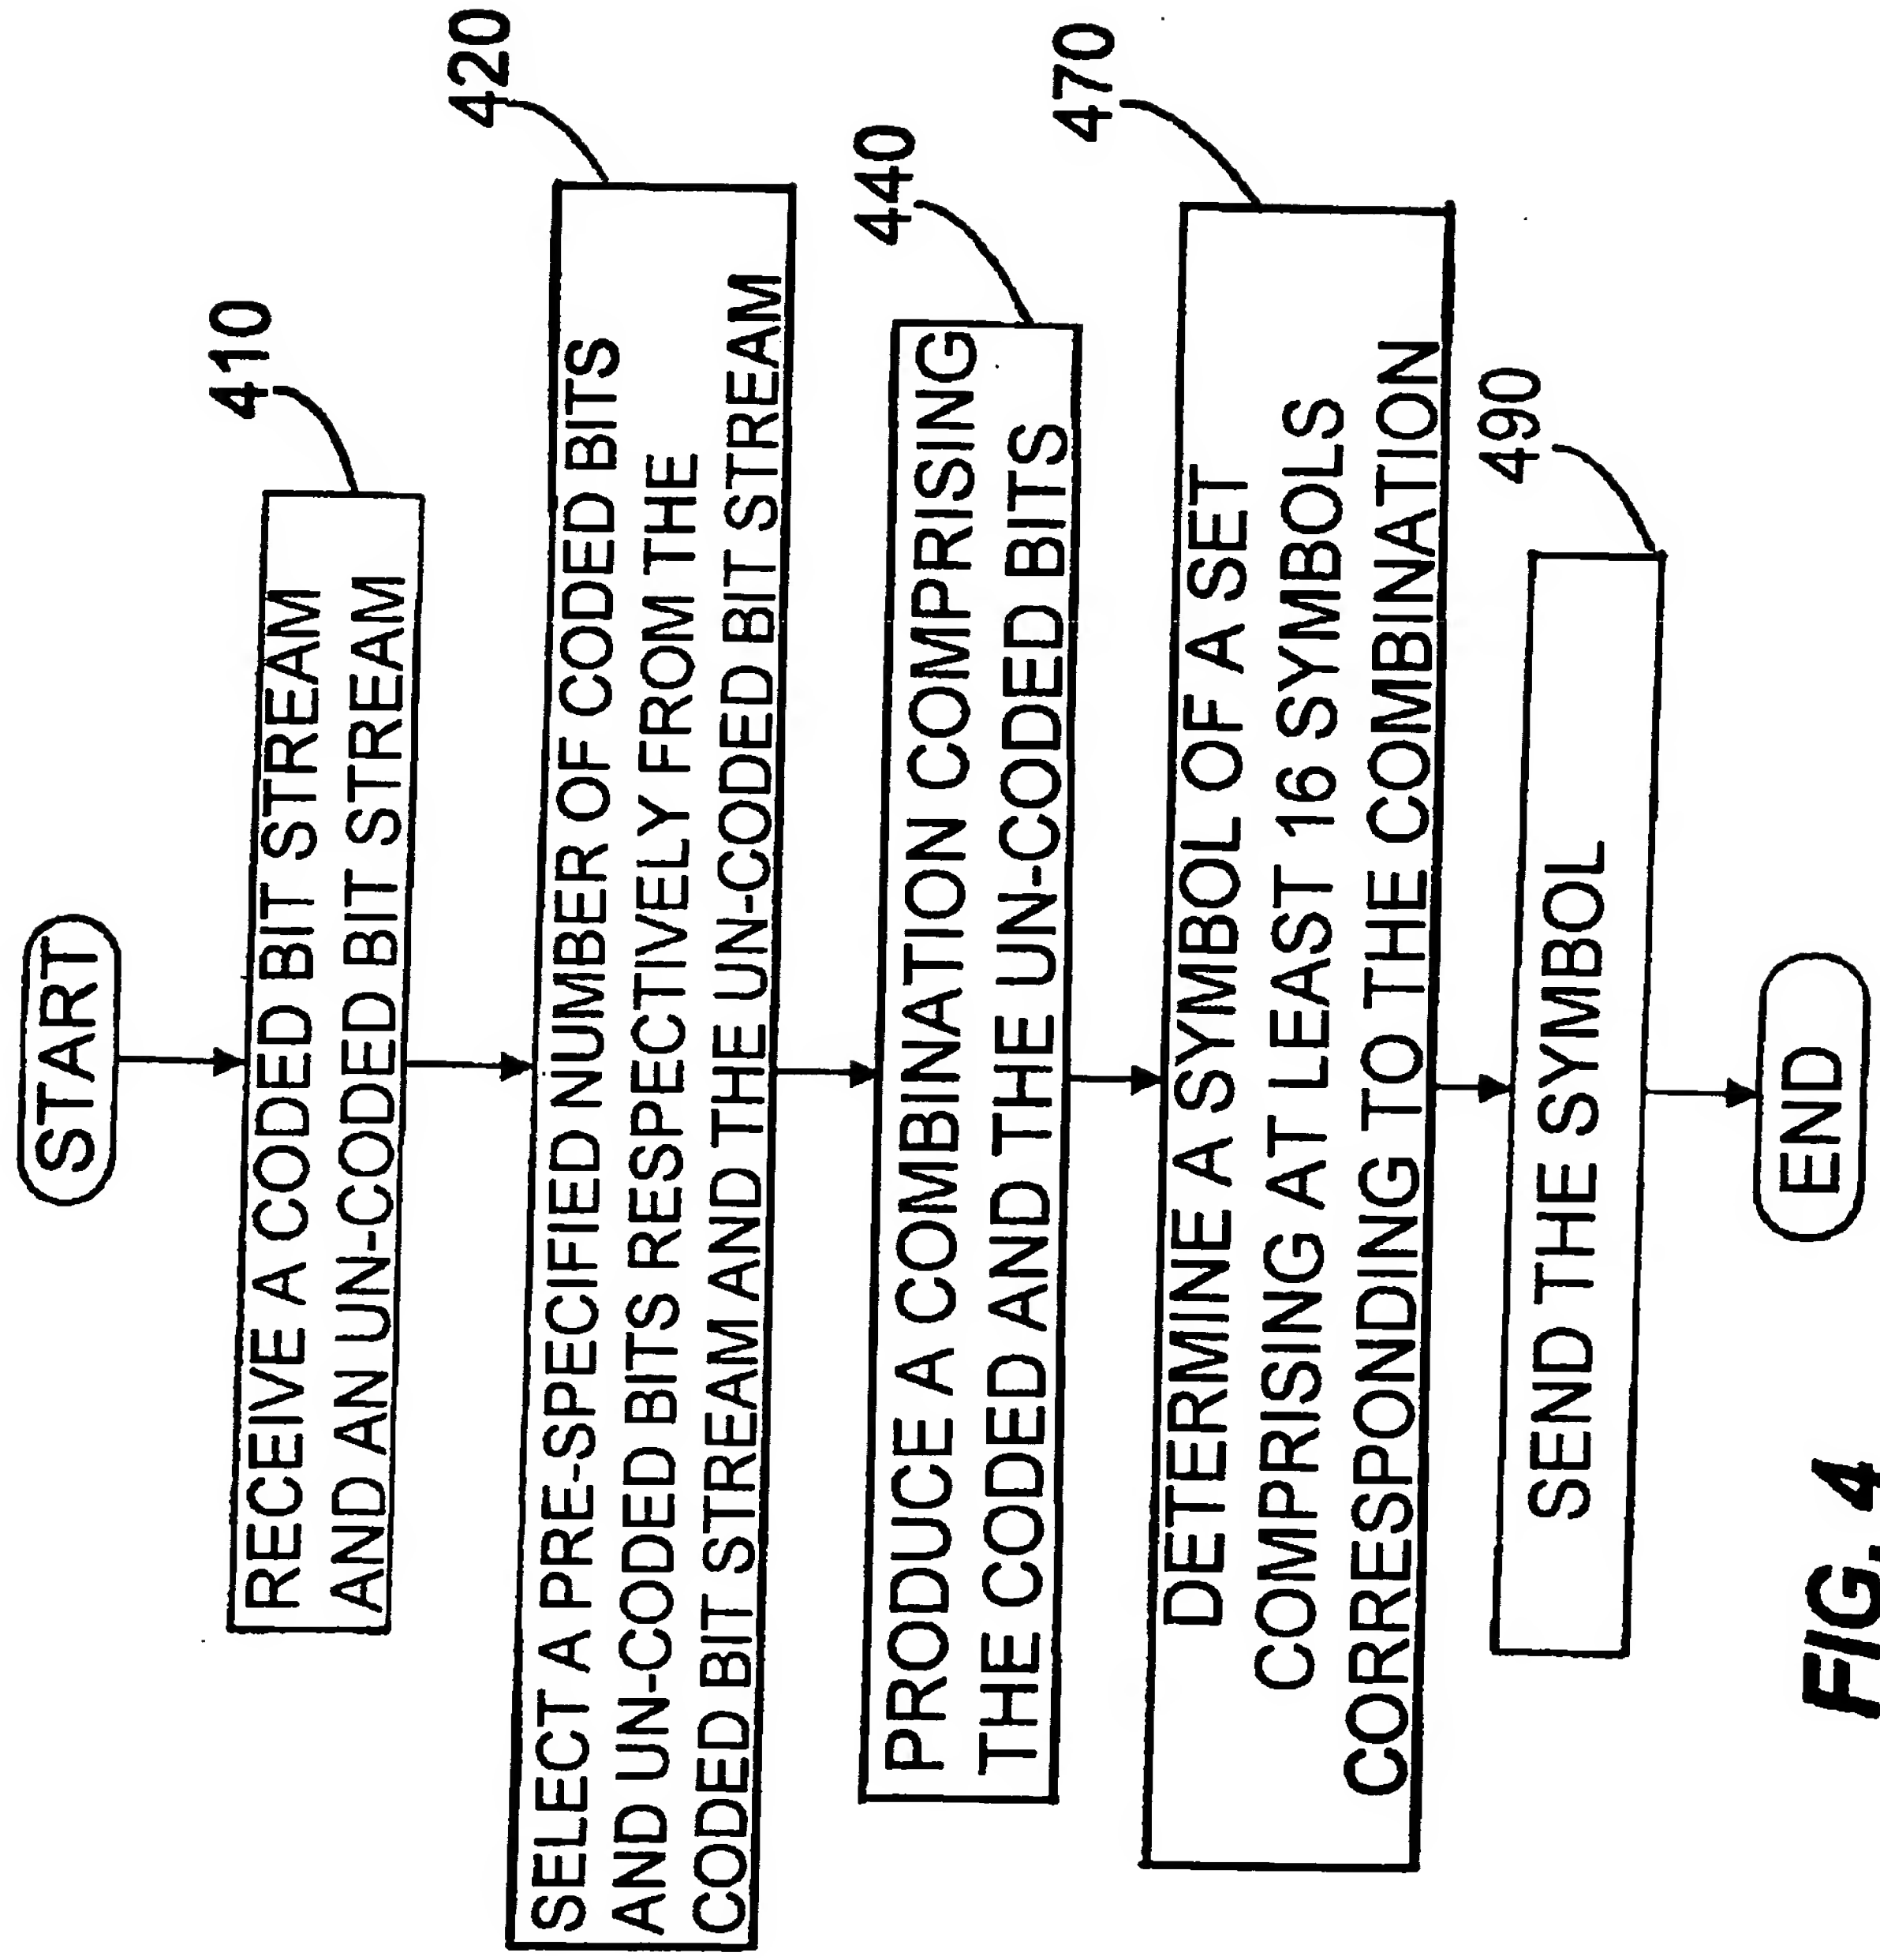 START
410
RECEIVE A CODED BIT STREAM
AND AN UN-CODED BIT STREAM
420
SELECT A PRE-SPECIFIED NUMBER OF CODED BITS
AND UN-CODED BITS RESPECTIVELY FROM THE
CODED BIT STREAM AND THE UN-CODED BIT STREAM
440
PRODUCE A COMBINATION COMPRISING
THE CODED AND THE UN-CODED BITS
470
DETERMINE A SYMBOL OF A SET
COMPRISING AT LEAST 16 SYMBOLS
CORRESPONDING TO THE COMBINATION
490
SEND THE SYMBOL
END
FIG. 4